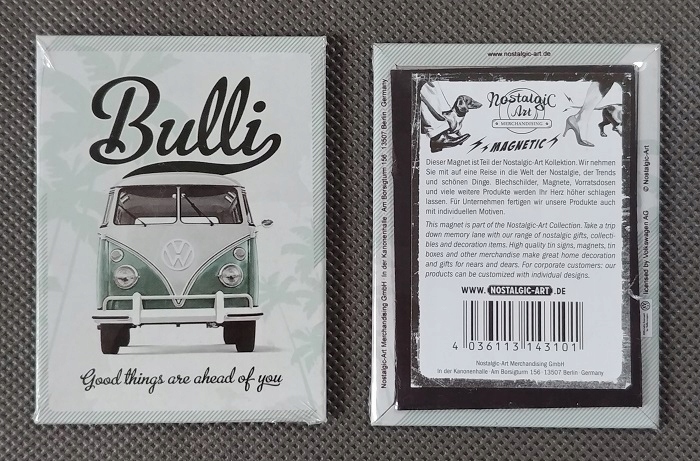 Bulli
Good things are ahead of you
www.nostalgic-art.de
Nostalgic-Art Merchandising GmbH · In der Kanonenhalle · Am Borsigturm 156 · 13507 Berlin · Germany
Nostalgic
Art
MERCHANDISING
MAGNETIC
Dieser Magnet ist Teil der Nostalgic-Art Kollektion. Wir nehmen
Sie mit auf eine Reise in die Welt der Nostalgie, der Trends
und schönen Dinge. Blechschilder, Magnete, Vorratsdosen
und viele weitere Produkte werden Ihr Herz höher schlagen
lassen. Für Unternehmen fertigen wir unsere Produkte auch
mit individuellen Motiven.
This magnet is part of the Nostalgic-Art Collection. Take a trip
down memory lane with our range of nostalgic gifts, collecti-
bles and decoration items. High quality tin signs, magnets, tin
boxes and other merchandise make great home decoration
and gifts for nears and dears. For corporate customers: our
products can be customized with individual designs.
WWW.NOSTALGIC-ART.DE
4 036113 143101
Nostalgic-Art Merchandising GmbH
In der Kanonenhalle · Am Borsigturm 156 · 13507 Berlin · Germany
licensed by Volkswagen AG
© Nostalgic-Art